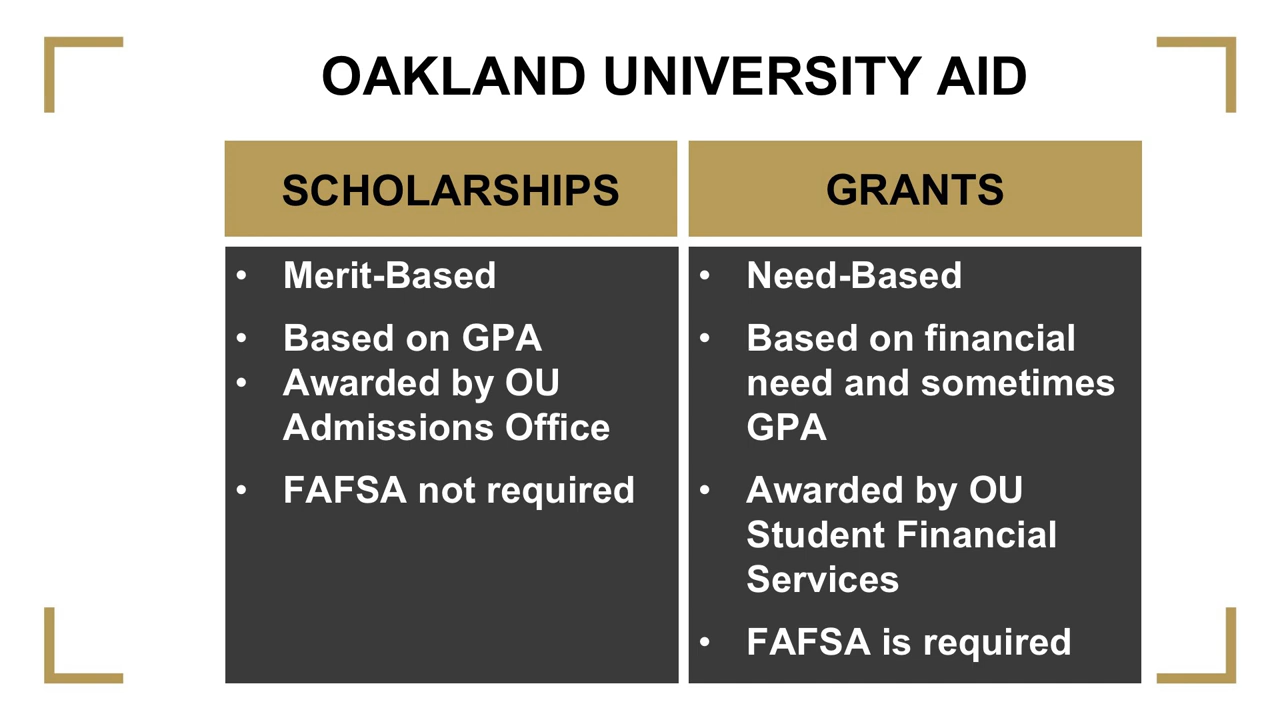 OAKLAND UNIVERSITY AID
SCHOLARSHIPS
• Merit-Based
• Based on GPA
• Awarded by OU
Admissions Office
• FAFSA not required
GRANTS
• Need-Based
• Based on financial
need and sometimes
GPA
• Awarded by OU
Student Financial
Services
• FAFSA is required